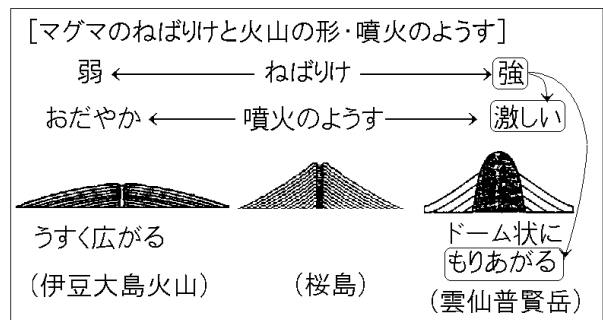 [マグマのねばりけと火山の形・噴火のようす]
弱 ねばりけ 強
おだやか 噴火のようす 激しい
うすく広がる
ドーム状に
もりあがる
(伊豆大島火山) (桜島) (雲仙普賢岳)